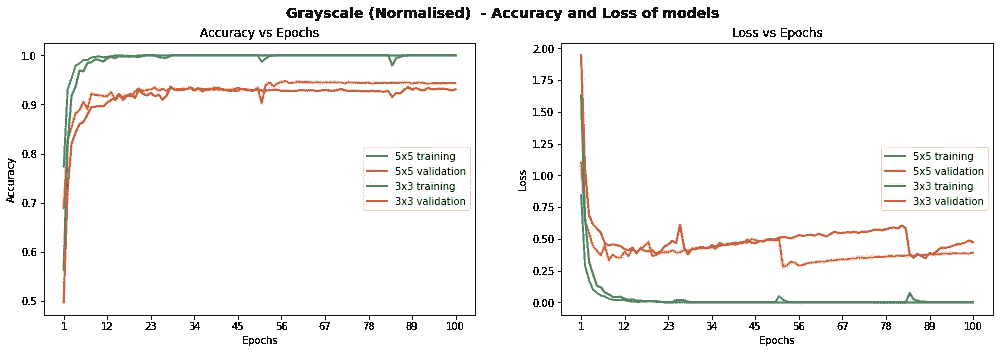 Grayscale (Normalised) - Accuracy and Loss of models
Accuracy vs Epochs
1.0
0.9
0.8
0.7
0.6
0.5
Accuracy
1 12 23 34 45 56 67 78 89 100
Epochs
5x5 training
5x5 validation
3x3 training
3x3 validation
Loss vs Epochs
2.00
1.75
1.50
1.25
1.00
0.75
0.50
0.25
0.00
Loss
1 12 23 34 45 56 67 78 89 100
Epochs
5x5 training
5x5 validation
3x3 training
3x3 validation